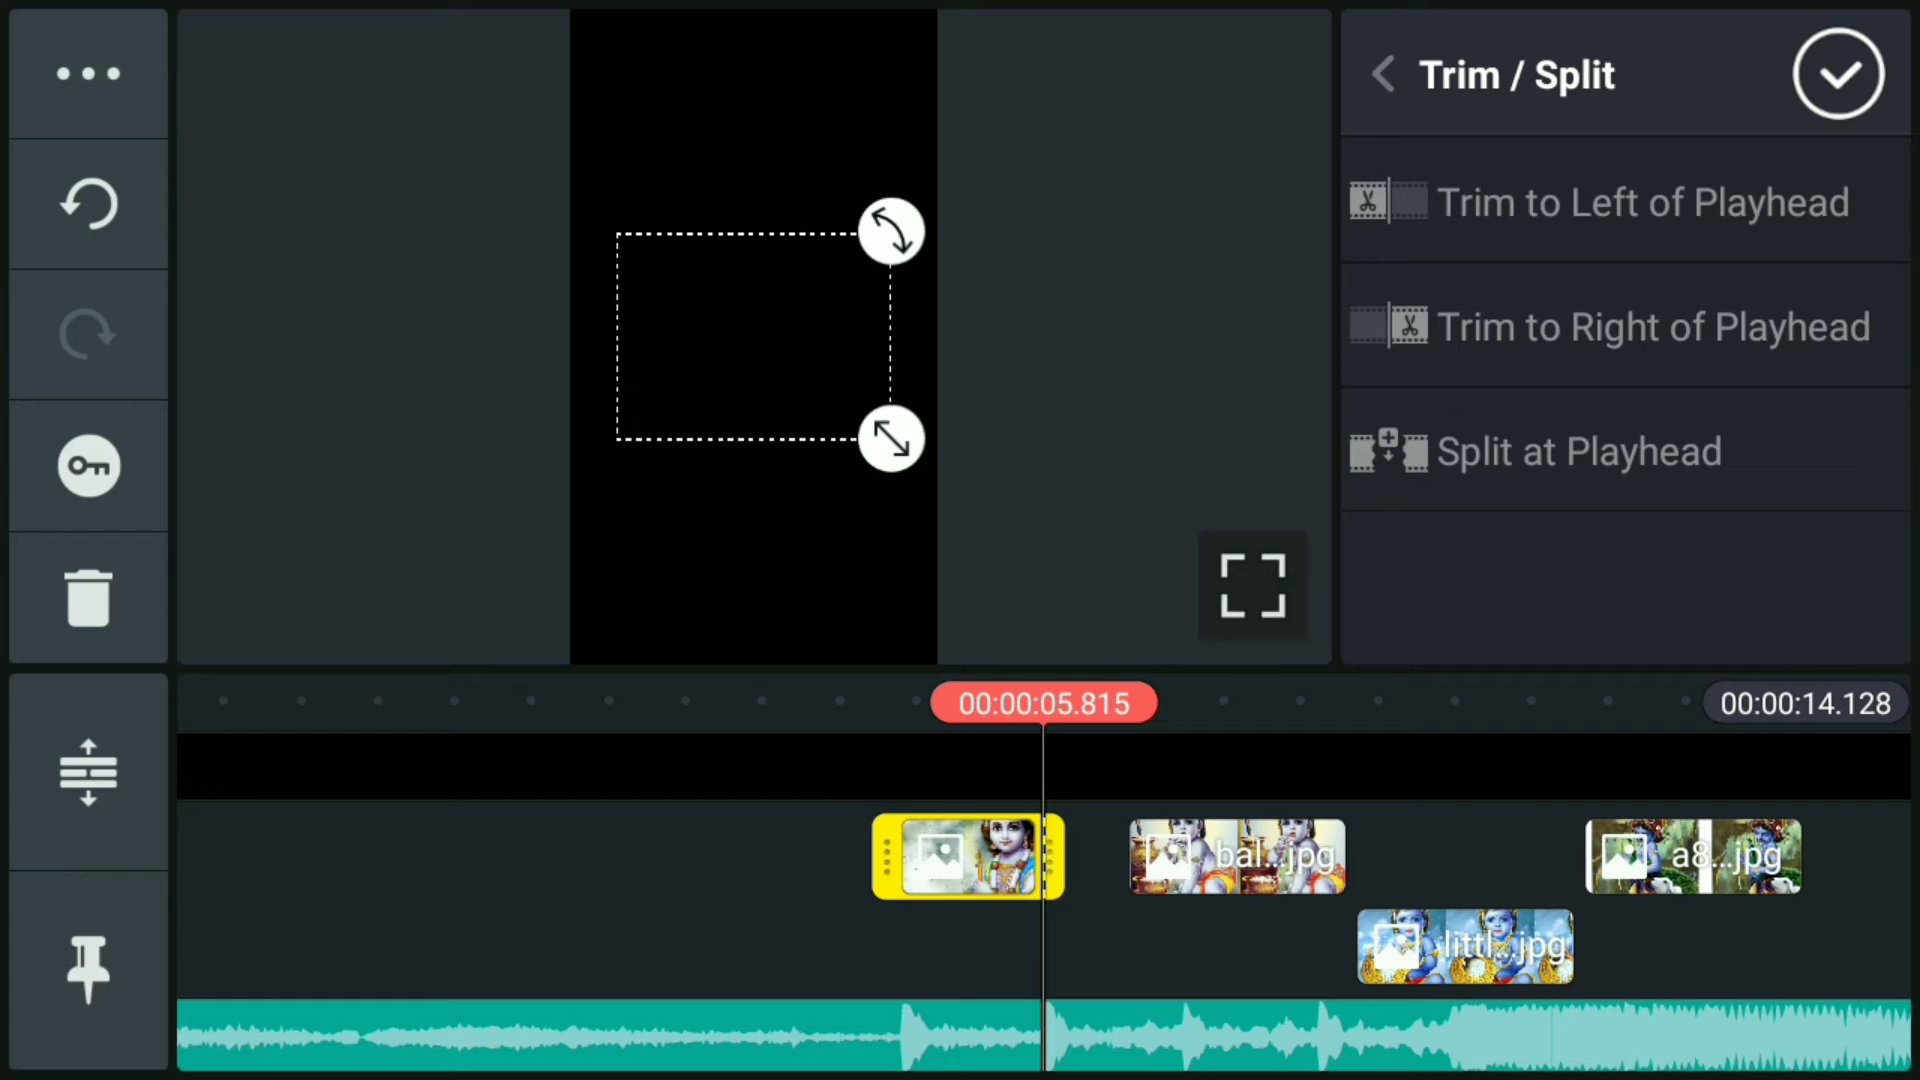 Trim / Split
Trim to Left of Playhead
Trim to Right of Playhead
Split at Playhead
00:00:05.815
00:00:14.128
bal...jpg
a8...jpg
littl...jpg